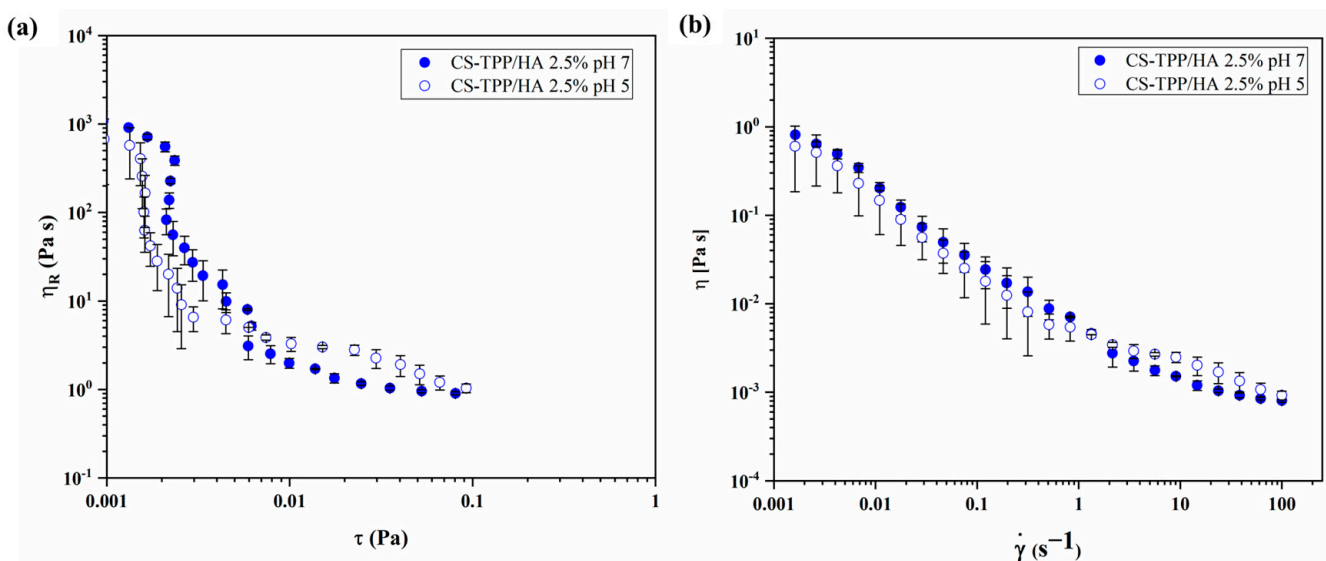 (a)
CS-TPP/HA 2.5% pH 7
CS-TPP/HA 2.5% pH 5
10⁴
10³
10²
10¹
10⁰
10⁻¹
η_R (Pa s)
0.001 0.01 0.1 1
τ (Pa)
(b)
CS-TPP/HA 2.5% pH 7
CS-TPP/HA 2.5% pH 5
10¹
10⁰
10⁻¹
10⁻²
10⁻³
10⁻⁴
η [Pa s]
0.001 0.01 0.1 1 10 100
γ̇ (s⁻¹)